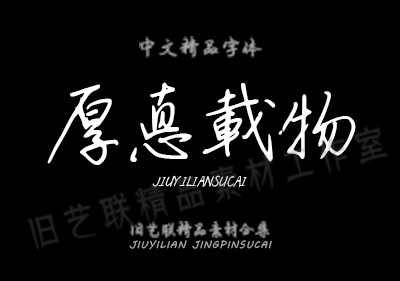 中文精品字体
厚悳載物
JIUYILIANSUCAI
旧艺联精品素材工作室
旧艺联精品素材合集
JIUYILIAN JINGPINSUCAI